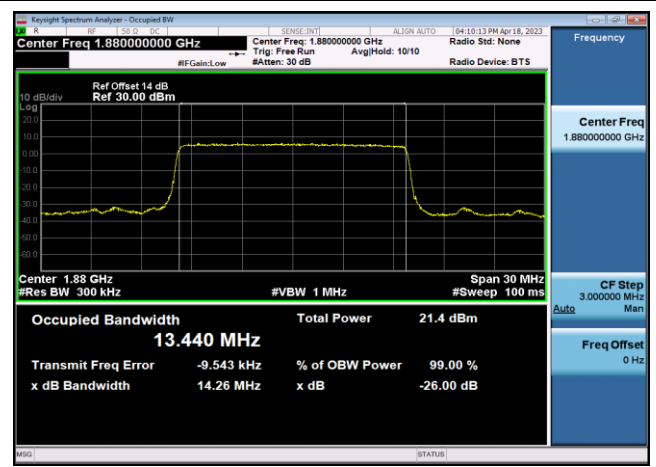 Keysight Spectrum Analyzer - Occupied BW
R RF 50 Ω DC SENSE:INT ALIGN AUTO 04:10:13 PM Apr 18, 2023
Center Freq 1.880000000 GHz
Center Freq: 1.880000000 GHz Radio Std: None
Trig: Free Run Avg|Hold: 10/10
#IFGain:Low #Atten: 30 dB Radio Device: BTS
Frequency
Ref Offset 14 dB
10 dB/div Ref 30.00 dBm
Log
20.0
10.0
0.00
-10.0
-20.0
-30.0
-40.0
-50.0
-60.0
Center 1.88 GHz Span 30 MHz
#Res BW 300 kHz #VBW 1 MHz #Sweep 100 ms
Center Freq
1.880000000 GHz
CF Step
3.000000 MHz
Auto Man
Freq Offset
0 Hz
Occupied Bandwidth Total Power 21.4 dBm
13.440 MHz
Transmit Freq Error -9.543 kHz % of OBW Power 99.00 %
x dB Bandwidth 14.26 MHz x dB -26.00 dB
MSG STATUS